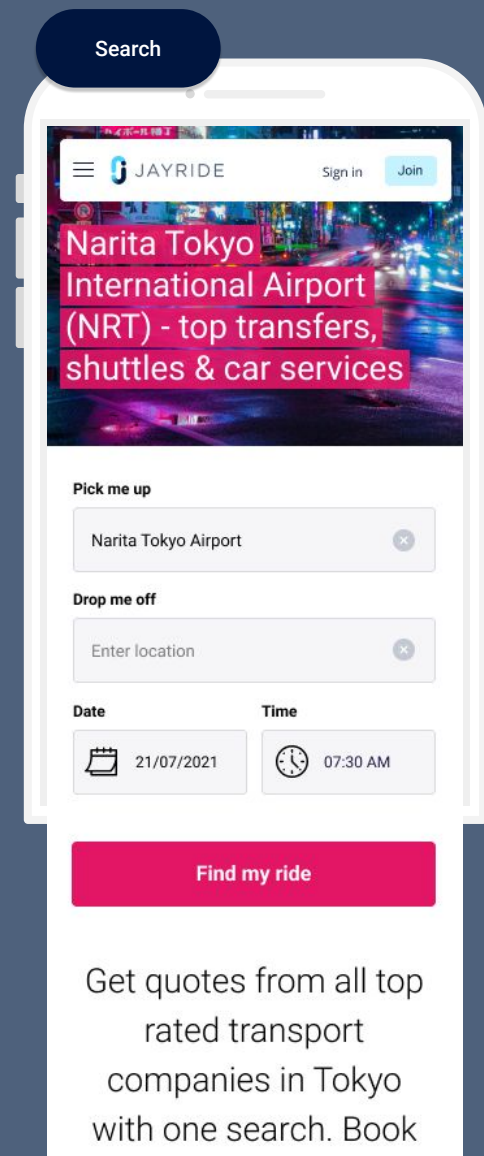 Search
JAYRIDE
Sign in
Join
Narita Tokyo
International Airport
(NRT) - top transfers,
shuttles & car services
Pick me up
Narita Tokyo Airport
Drop me off
Enter location
Date
Time
21/07/2021
07:30 AM
Find my ride
Get quotes from all top
rated transport
companies in Tokyo
with one search. Book